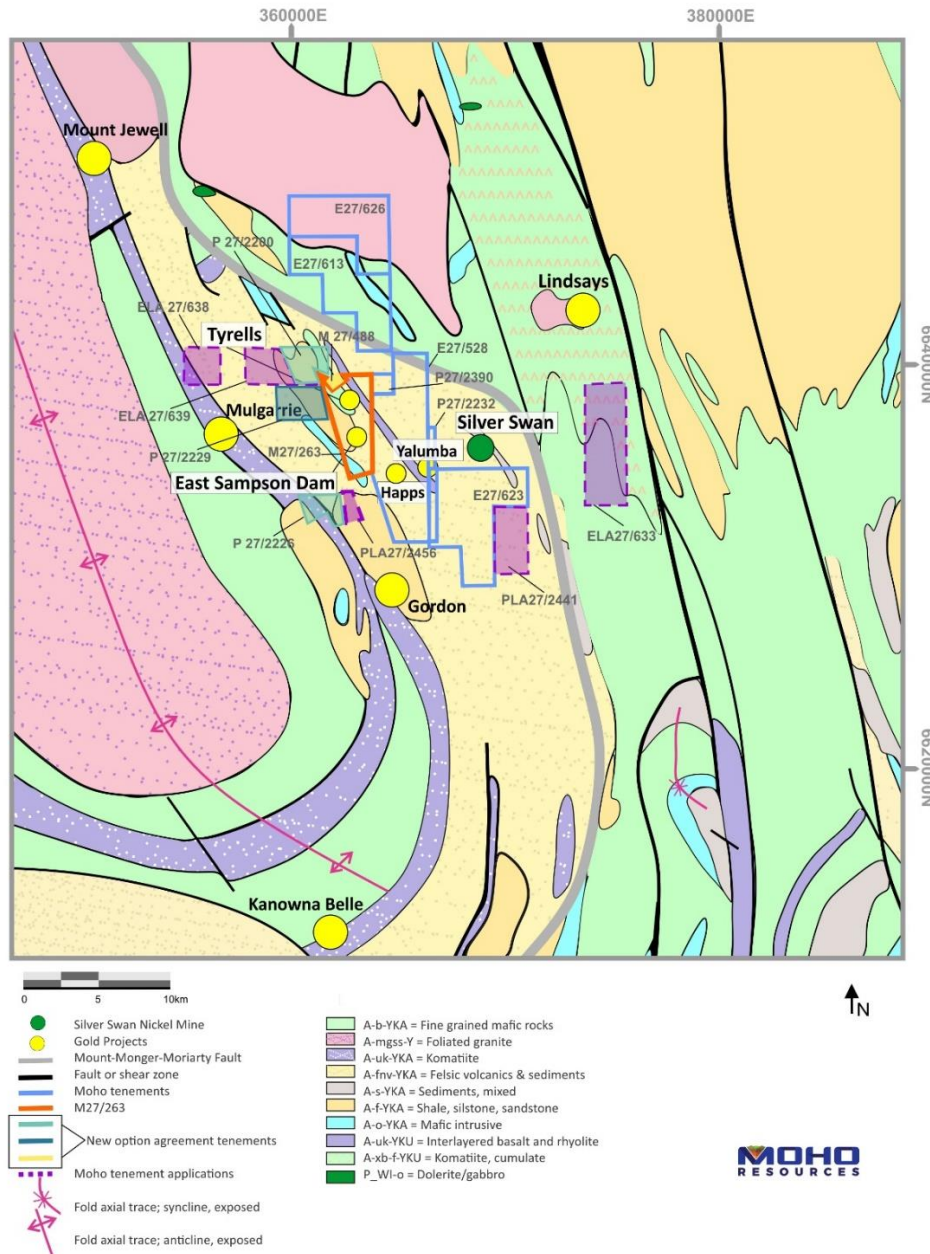 360000E
380000E
Mount Jewell
E27/626
P 27/2200
E27/613
Lindsays
ELA 27/638
Tyrells
M 27/488
E27/528
6640000N
P27/2390
ELA 27/639
P27/2232
Mulgarrie
Silver Swan
P 27/2229
M27/263
Yalumba
East Sampson Dam
Happs
E27/623
ELA27/633
P 27/2226
PLA27/2456
PLA27/2441
Gordon
6620000N
Kanowna Belle
0 5 10km
N
Silver Swan Nickel Mine
Gold Projects
Mount-Monger-Moriarty Fault
Fault or shear zone
Moho tenements
M27/263
New option agreement tenements
Moho tenement applications
Fold axial trace; syncline, exposed
Fold axial trace; anticline, exposed
A-b-YKA = Fine grained mafic rocks
A-mgss-Y = Foliated granite
A-uk-YKA = Komatiite
A-fnv-YKA = Felsic volcanics & sediments
A-s-YKA = Sediments, mixed
A-f-YKA = Shale, silstone, sandstone
A-o-YKA = Mafic intrusive
A-uk-YKU = Interlayered basalt and rhyolite
A-xb-f-YKU = Komatiite, cumulate
P_WI-o = Dolerite/gabbro
MOHO
RESOURCES